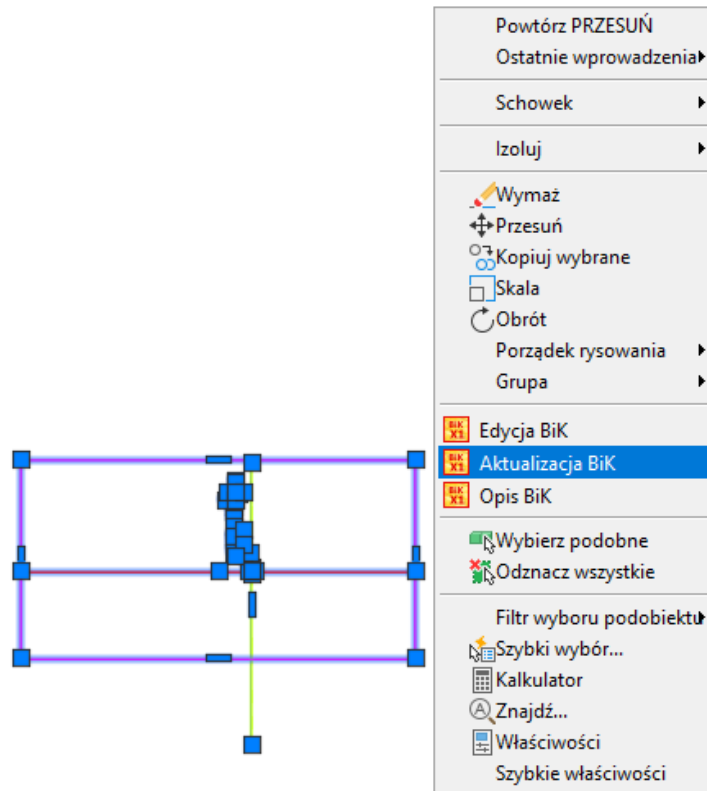 Powtórz PRZESUŃ
Ostatnie wprowadzenia
Schowek
Izoluj
Wymaż
Przesuń
Kopiuj wybrane
Skala
Obrót
Porządek rysowania
Grupa
BiK X1 Edycja BiK
BiK X1 Aktualizacja BiK
BiK X1 Opis BiK
Wybierz podobne
Odznacz wszystkie
Filtr wyboru podobiektu
Szybki wybór...
Kalkulator
Znajdź...
Właściwości
Szybkie właściwości